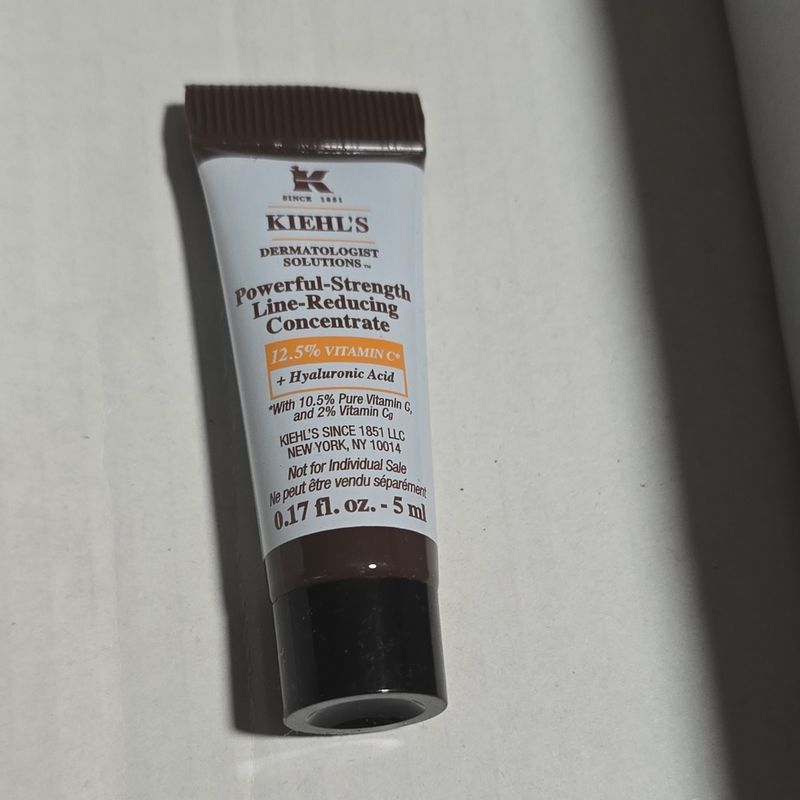 K
SINCE 1851
KIEHL'S
DERMATOLOGIST
SOLUTIONS™
Powerful-Strength
Line-Reducing
Concentrate
12.5% VITAMIN C*
+ Hyaluronic Acid
*With 10.5% Pure Vitamin C,
and 2% Vitamin Cg
KIEHL'S SINCE 1851 LLC
NEW YORK, NY 10014
Not for Individual Sale
Ne peut être vendu séparément
0.17 fl. oz. - 5 ml